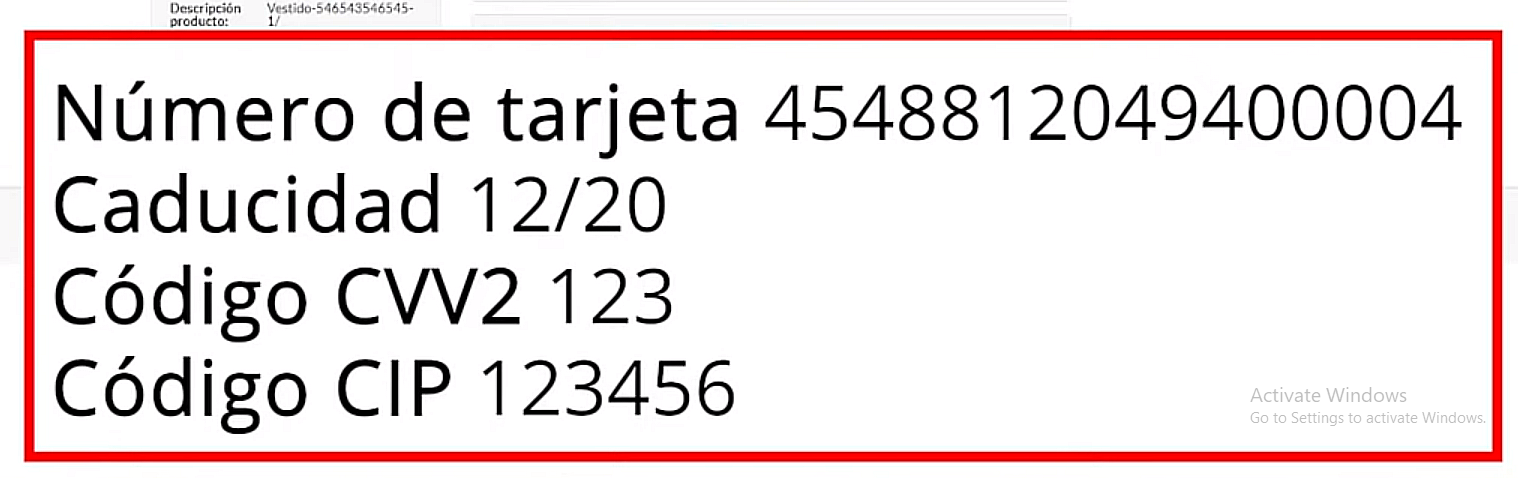 Descripción Vestido-546543546545-
producto: 1/
Número de tarjeta 4548812049400004
Caducidad 12/20
Código CVV2 123
Código CIP 123456
Activate Windows
Go to Settings to activate Windows.